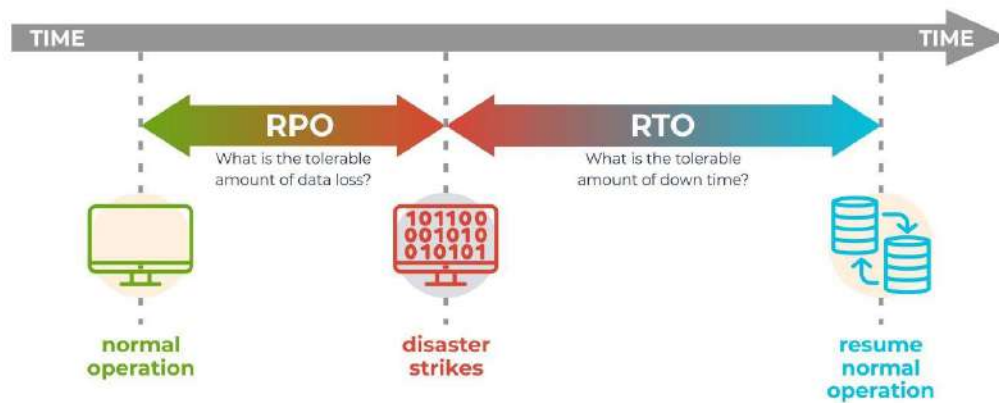 TIME
TIME
RPO
RTO
What is the tolerable
amount of data loss?
What is the tolerable
amount of down time?
101100
001010
010101
normal
operation
disaster
strikes
resume
normal
operation